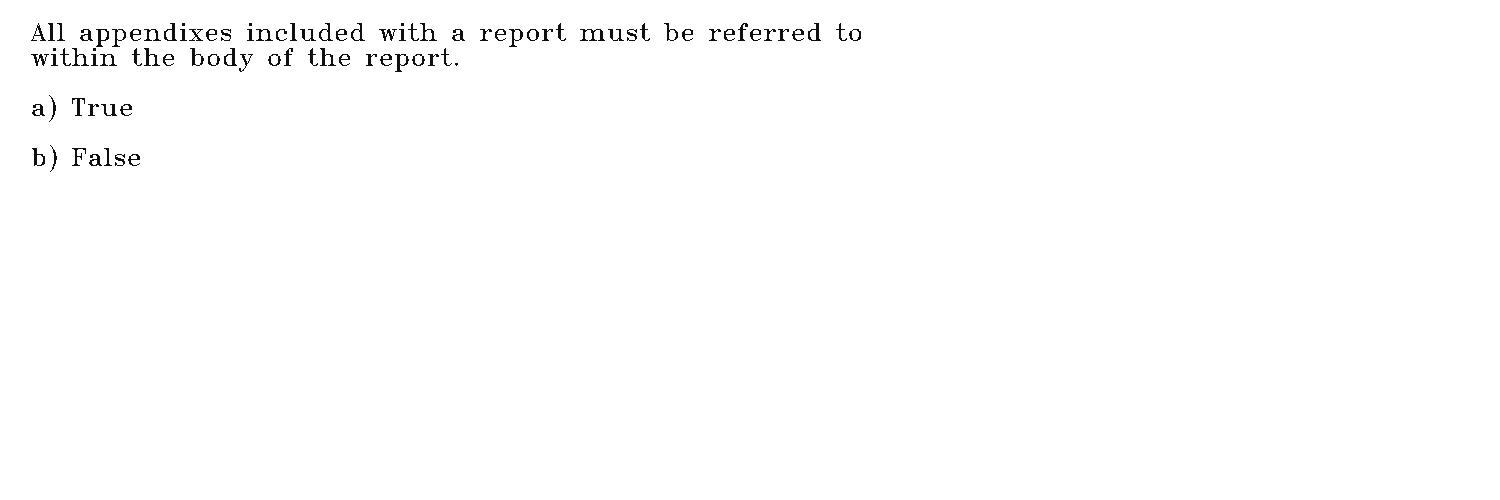 All appendixes included with a report must be referred to
within the body of the report.
a) True
b) False